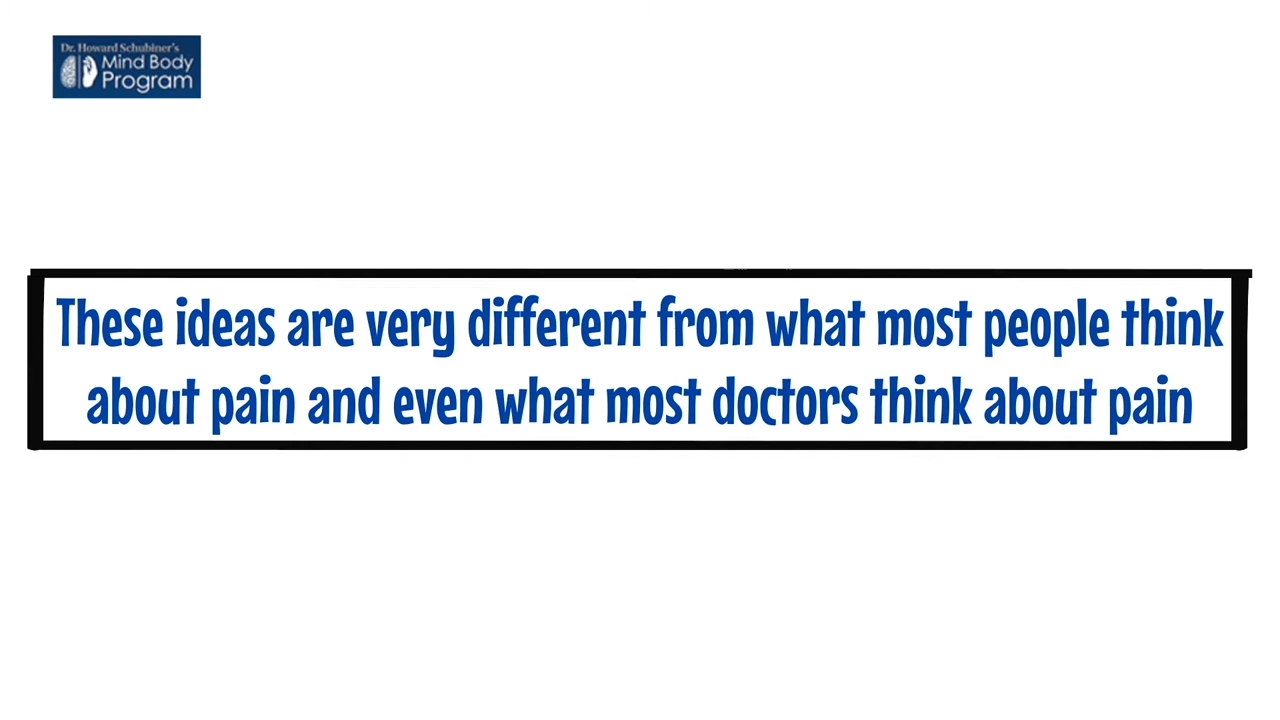 Dr. Howard Schubiner's
Mind Body
Program
These ideas are very different from what most people think
about pain and even what most doctors think about pain